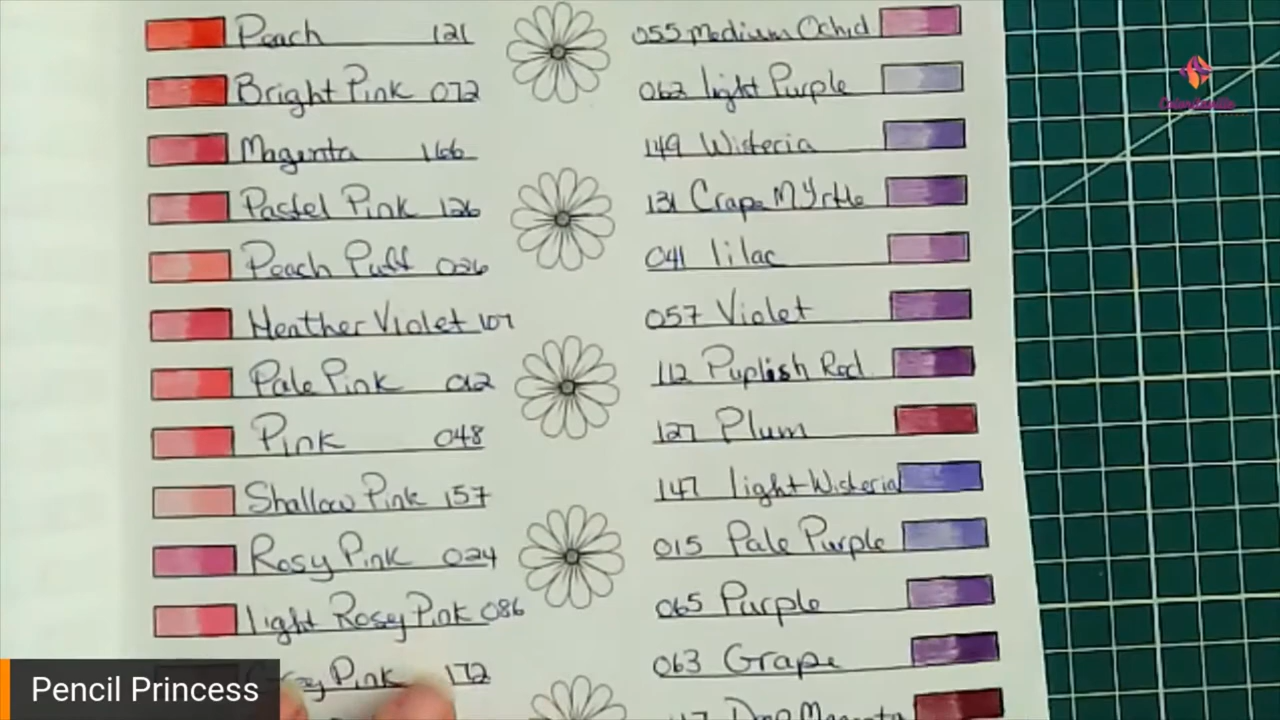 Peach 121
Bright Pink 072
Magenta 166
Pastel Pink 126
Peach Puff 026
Heather Violet 107
Pale Pink 012
Pink 048
Shallow Pink 157
Rosy Pink 024
light Rosey Pink 086
Pink 172
055 Medium Ochid
062 light Purple
149 Wisteria
131 Crape Myrtle
041 lilac
057 Violet
112 Puplish Red
127 Plum
147 light Wisteria
015 Pale Purple
065 Purple
063 Grape
Magenta
Pencil Princess